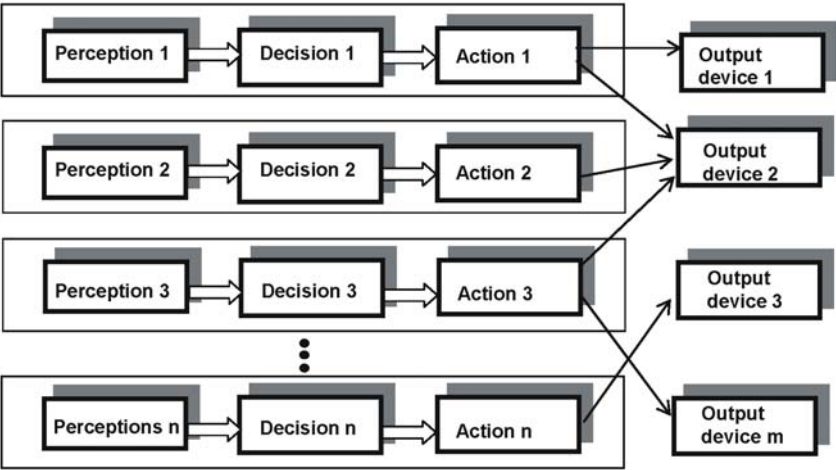 Perception 1
Decision 1
Action 1
Output
device 1
Perception 2
Decision 2
Action 2
Output
device 2
Perception 3
Decision 3
Action 3
Output
device 3
Perceptions n
Decision n
Action n
Output
device m